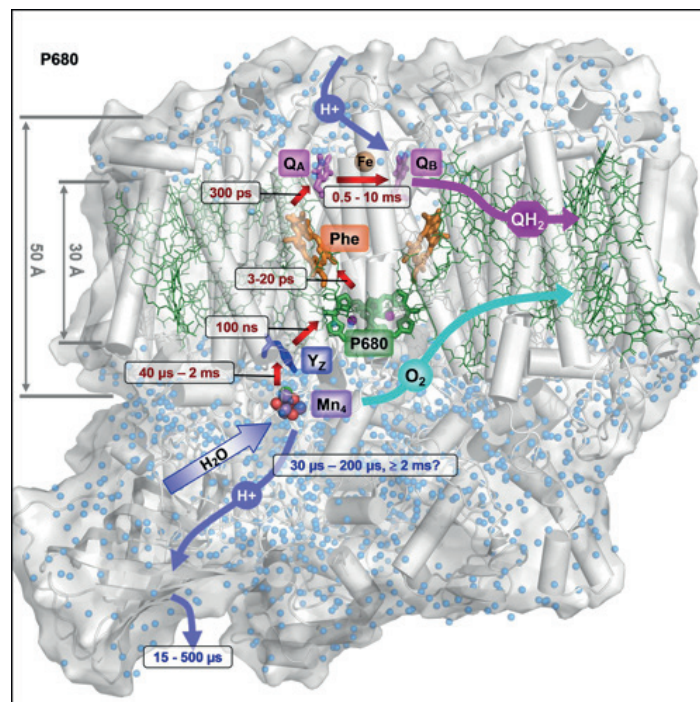 P680
H+
QA
Fe
QB
300 ps
0.5 - 10 ms
QH2
50 Å
30 Å
Phe
3-20 ps
100 ns
P680
YZ
40 µs – 2 ms
O2
Mn4
H2O
30 µs – 200 µs, ≥ 2 ms?
H+
15 - 500 µs